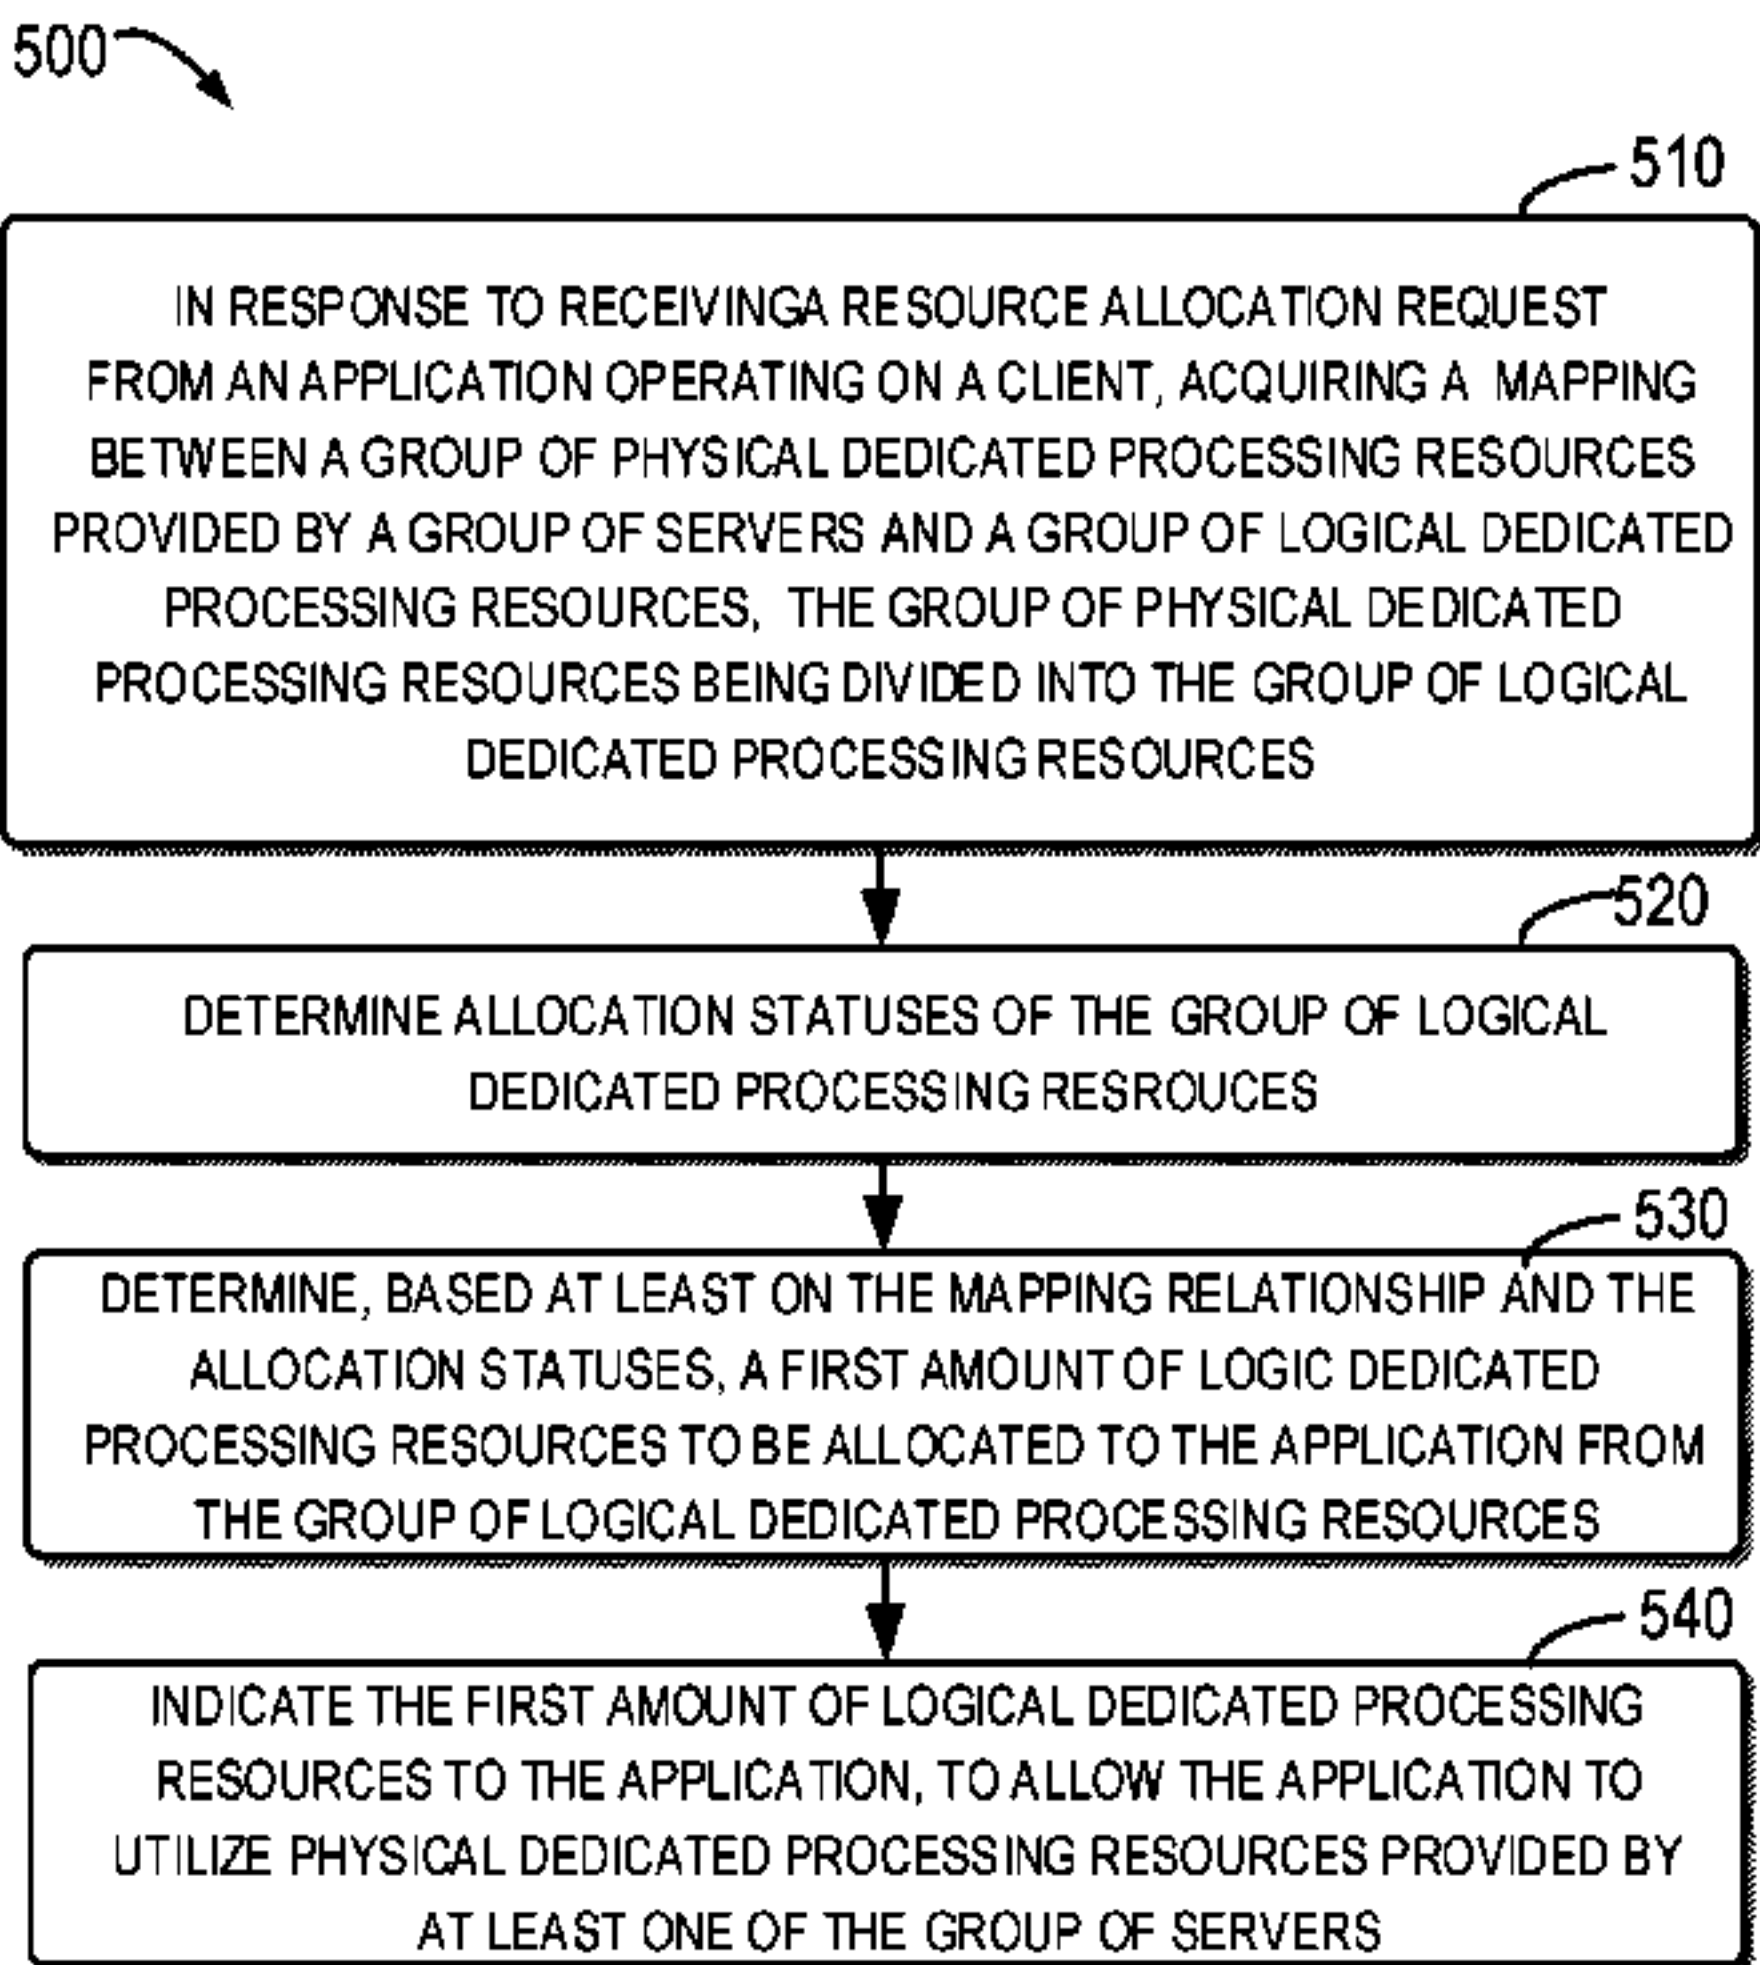 500
510
IN RESPONSE TO RECEIVINGA RESOURCE ALLOCATION REQUEST
FROM AN APPLICATION OPERATING ON A CLIENT, ACQUIRING A MAPPING
BETWEEN A GROUP OF PHYSICAL DEDICATED PROCESSING RESOURCES
PROVIDED BY A GROUP OF SERVERS AND A GROUP OF LOGICAL DEDICATED
PROCESSING RESOURCES, THE GROUP OF PHYSICAL DEDICATED
PROCESSING RESOURCES BEING DIVIDED INTO THE GROUP OF LOGICAL
DEDICATED PROCESSING RESOURCES
520
DETERMINE ALLOCATION STATUSES OF THE GROUP OF LOGICAL
DEDICATED PROCESSING RESROUCES
530
DETERMINE, BASED AT LEAST ON THE MAPPING RELATIONSHIP AND THE
ALLOCATION STATUSES, A FIRST AMOUNT OF LOGIC DEDICATED
PROCESSING RESOURCES TO BE ALLOCATED TO THE APPLICATION FROM
THE GROUP OF LOGICAL DEDICATED PROCESSING RESOURCES
540
INDICATE THE FIRST AMOUNT OF LOGICAL DEDICATED PROCESSING
RESOURCES TO THE APPLICATION, TO ALLOW THE APPLICATION TO
UTILIZE PHYSICAL DEDICATED PROCESSING RESOURCES PROVIDED BY
AT LEAST ONE OF THE GROUP OF SERVERS